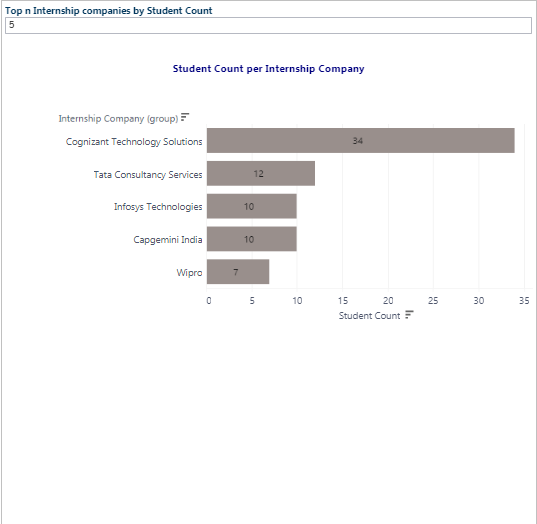 Top n Internship companies by Student Count
5
Student Count per Internship Company
Internship Company (group)
Cognizant Technology Solutions 34
Tata Consultancy Services 12
Infosys Technologies 10
Capgemini India 10
Wipro 7
0 5 10 15 20 25 30 35
Student Count